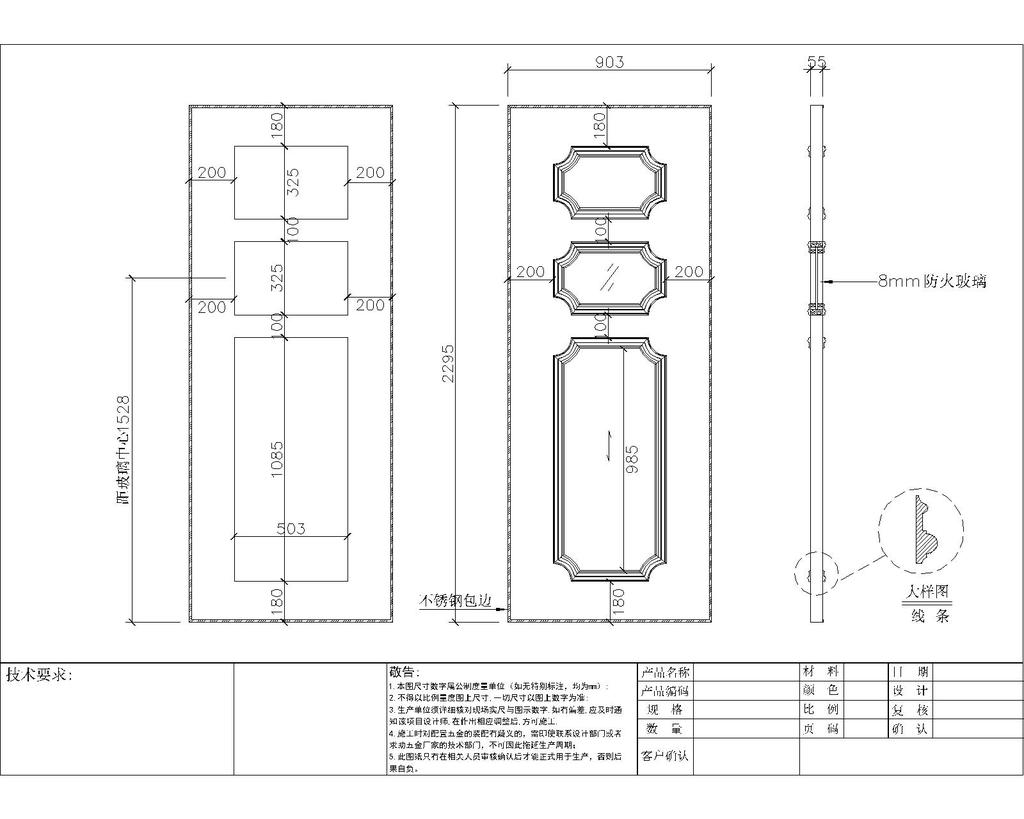 903
55
180
180
200
200
325
100
100
325
200
200
8mm防火玻璃
200
200
100
100
2295
距玻璃中心1528
1085
985
503
大样图
线 条
180
180
不锈钢包边
技术要求:
敬告:
1.本图尺寸数字属公制度量单位(如无特别标注,均为mm);
2.不得以比例量度图上尺寸,一切尺寸以图上数字为准;
3.生产单位须详细核对现场实尺与图示数字,如有偏差,应及时通
知该项目设计师,在作出相应调整后,方可施工.
4.施工时对配置五金的装配有疑义的,需即使联系设计部门或者
求助五金厂家的技术部门,不可因此拖延生产周期;
5.此图纸只有在相关人员审核确认后才能正式用于生产,否则后
果自负。
产品名称
材 料
日 期
产品编码
颜 色
设 计
规 格
比 例
复 核
数 量
页 码
确 认
客户确认